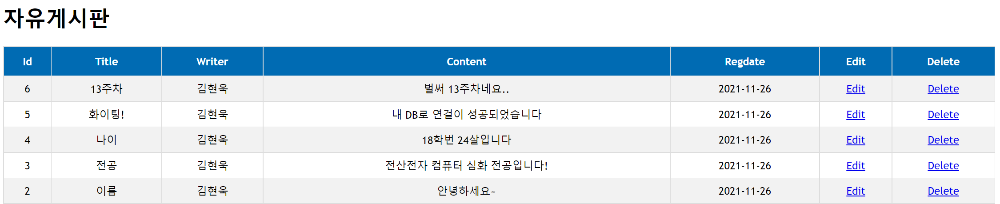 자유게시판
Id Title Writer Content Regdate Edit Delete
6 13주차 김현욱 벌써 13주차네요.. 2021-11-26 Edit Delete
5 화이팅! 김현욱 내 DB로 연결이 성공되었습니다 2021-11-26 Edit Delete
4 나이 김현욱 18학번 24살입니다 2021-11-26 Edit Delete
3 전공 김현욱 전산전자 컴퓨터 심화 전공입니다! 2021-11-26 Edit Delete
2 이름 김현욱 안녕하세요~ 2021-11-26 Edit Delete